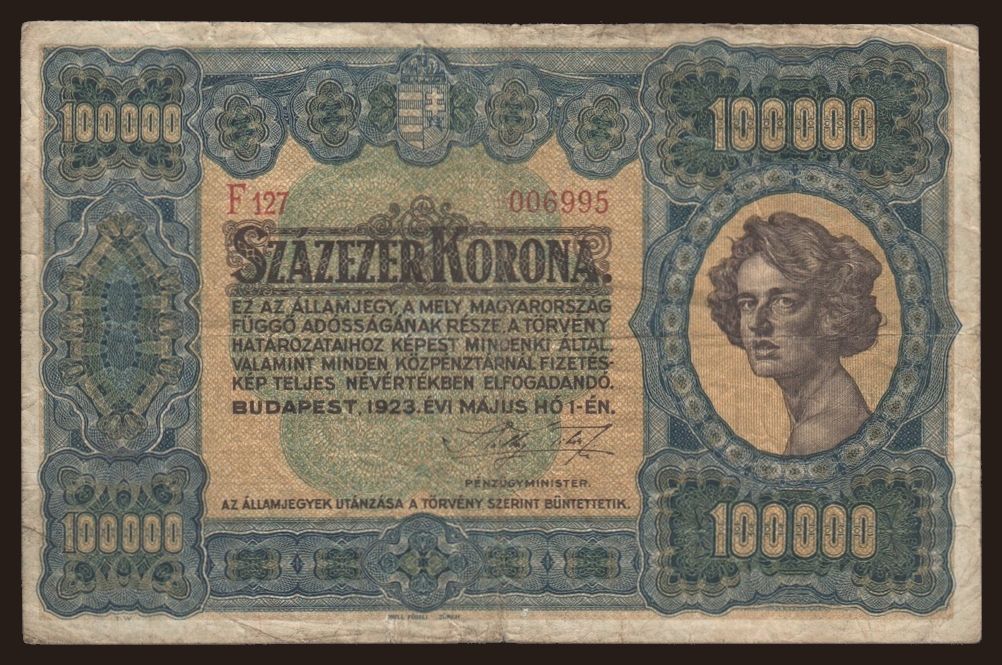 100000
100000
F 127
006995
SZÁZEZER KORONA.
EZ AZ ÁLLAMJEGY, A MELY MAGYARORSZÁG
FÜGGŐ ADÓSSÁGÁNAK RÉSZE, A TÖRVÉNY
HATÁROZATAIHOZ KÉPEST MINDENKI ÁLTAL,
VALAMINT MINDEN KÖZPÉNZTÁRNÁL FIZETÉS-
KÉP TELJES NÉVÉRTÉKBEN ELFOGADANDÓ.
BUDAPEST, 1923. ÉVI MÁJUS HÓ 1-ÉN.
PÉNZÜGYMINISTER.
AZ ÁLLAMJEGYEK UTÁNZÁSA A TÖRVÉNY SZERINT BÜNTETTETIK.
100000
100000